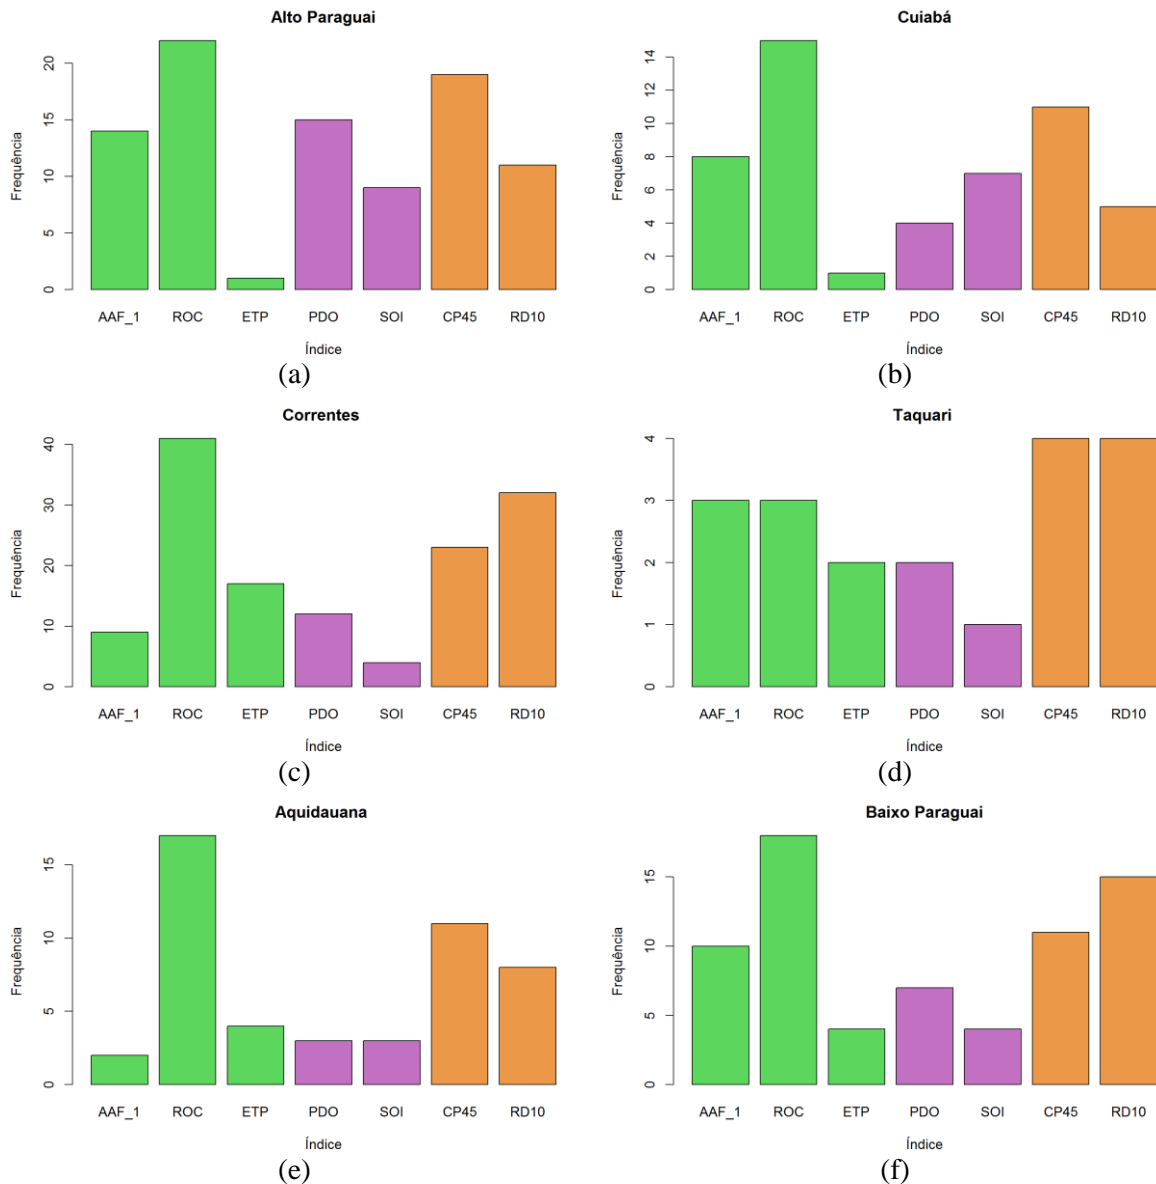 Alto Paraguai
Frequência
20
15
10
5
0
AAF_1 ROC ETP PDO SOI CP45 RD10
Índice
(a)
Cuiabá
Frequência
14
12
10
8
6
4
2
0
AAF_1 ROC ETP PDO SOI CP45 RD10
Índice
(b)
Correntes
Frequência
40
30
20
10
0
AAF_1 ROC ETP PDO SOI CP45 RD10
Índice
(c)
Taquari
Frequência
4
3
2
1
0
AAF_1 ROC ETP PDO SOI CP45 RD10
Índice
(d)
Aquidauana
Frequência
15
10
5
0
AAF_1 ROC ETP PDO SOI CP45 RD10
Índice
(e)
Baixo Paraguai
Frequência
15
10
5
0
AAF_1 ROC ETP PDO SOI CP45 RD10
Índice
(f)